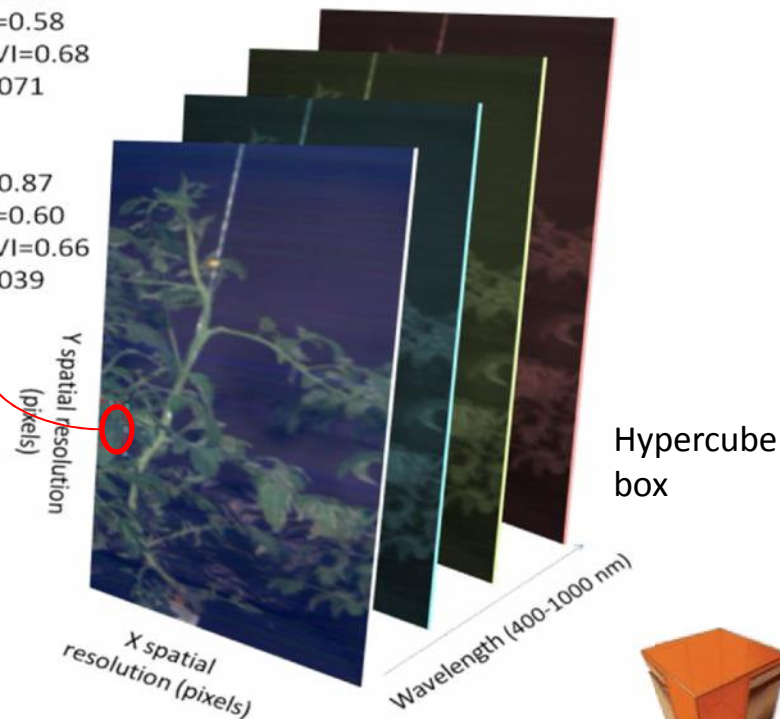 =0.58
VI=0.68
071
0.87
=0.60
VI=0.66
039
Y spatial resolution
(pixels)
Hypercube
box
X spatial
resolution (pixels)
Wavelength (400-1000 nm)